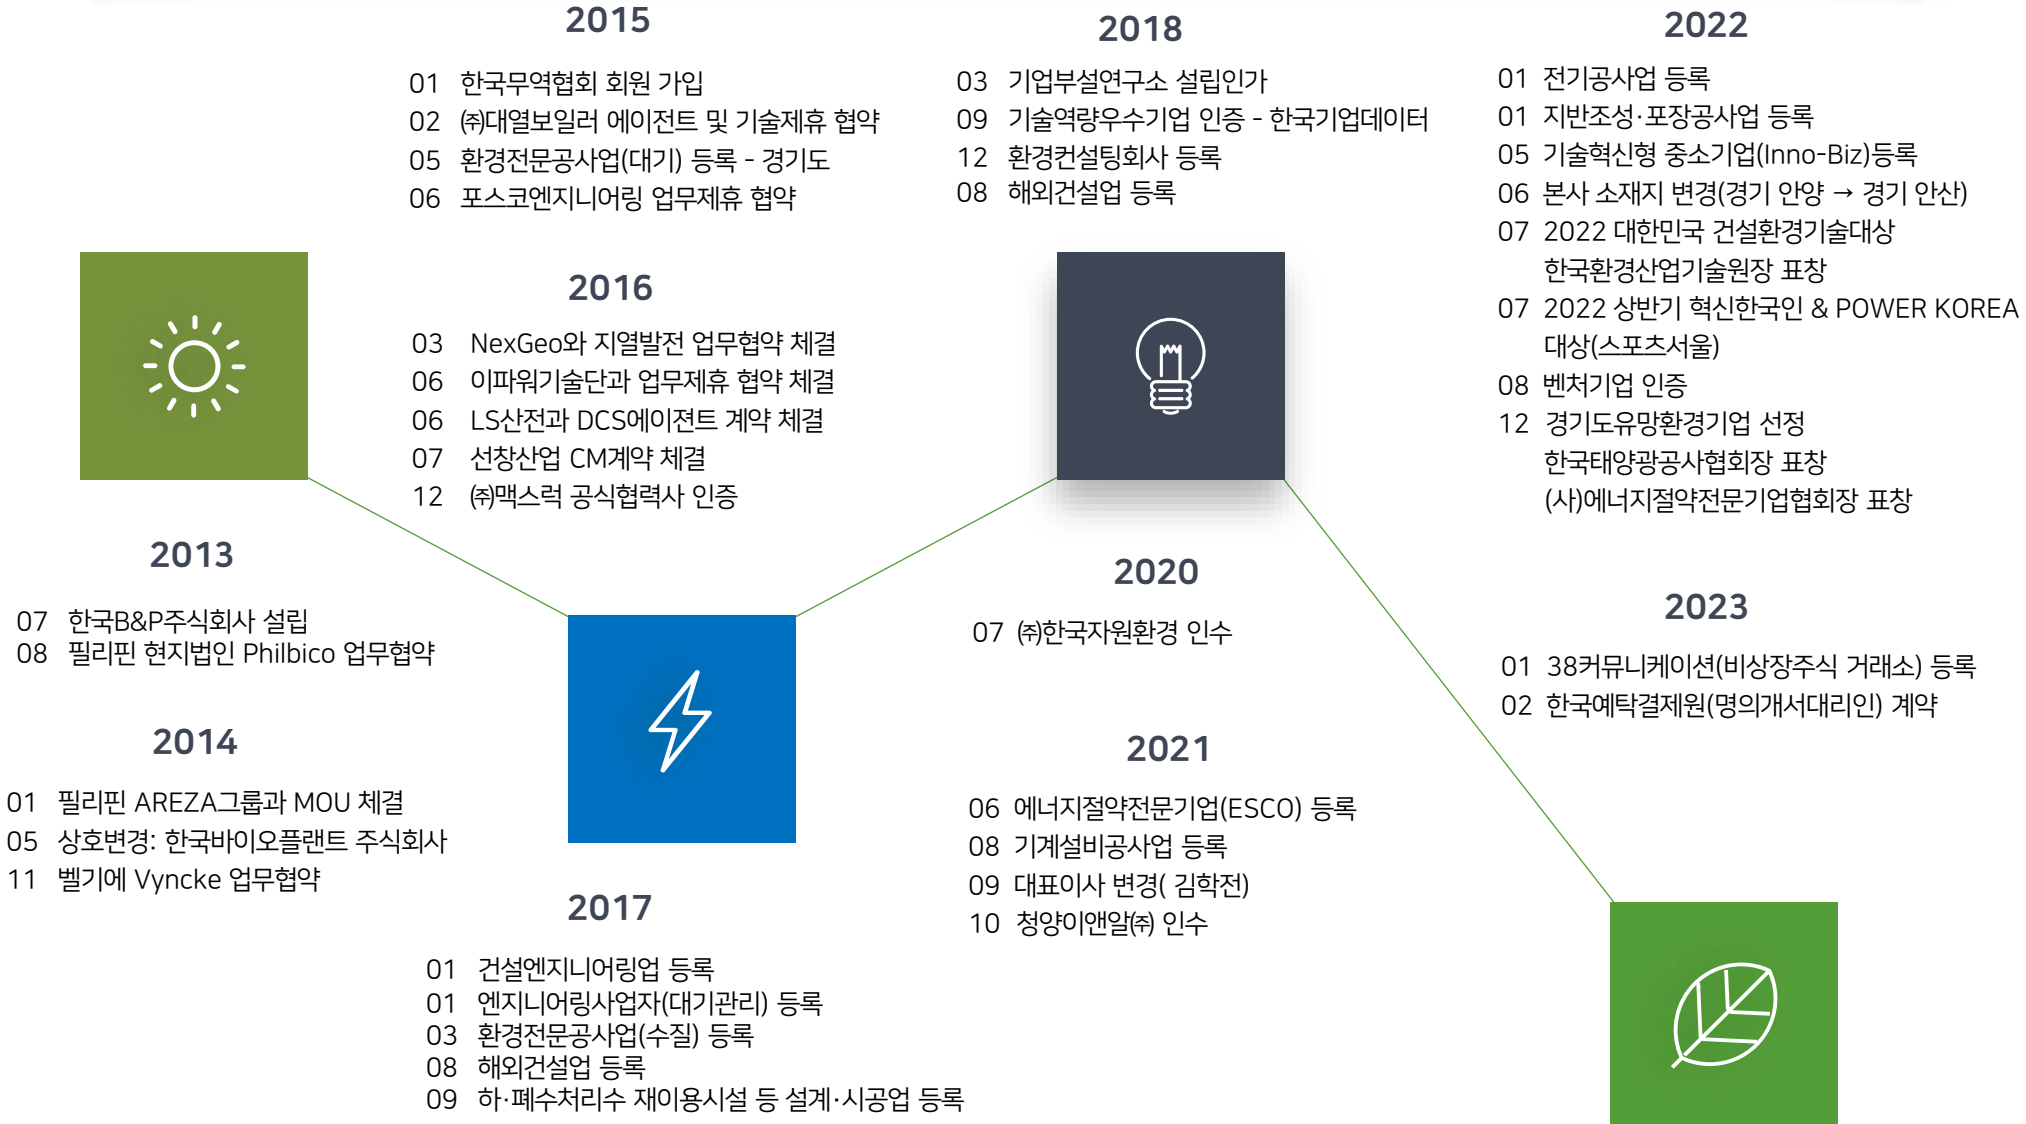 2013
07 한국B&P주식회사 설립
08 필리핀 현지법인 Philbico 업무협약
2014
01 필리핀 AREZA그룹과 MOU 체결
05 상호변경: 한국바이오플랜트 주식회사
11 벨기에 Vyncke 업무협약
2015
01 한국무역협회 회원 가입
02 ㈜대열보일러 에이전트 및 기술제휴 협약
05 환경전문공사업(대기) 등록 - 경기도
06 포스코엔지니어링 업무제휴 협약
2016
03 NexGeo와 지열발전 업무협약 체결
06 이파워기술단과 업무제휴 협약 체결
06 LS산전과 DCS에이젼트 계약 체결
07 선창산업 CM계약 체결
12 ㈜맥스럭 공식협력사 인증
2017
01 건설엔지니어링업 등록
01 엔지니어링사업자(대기관리) 등록
03 환경전문공사업(수질) 등록
08 해외건설업 등록
09 하·폐수처리수 재이용시설 등 설계·시공업 등록
2018
03 기업부설연구소 설립인가
09 기술역량우수기업 인증 - 한국기업데이터
12 환경컨설팅회사 등록
08 해외건설업 등록
2020
07 ㈜한국자원환경 인수
2021
06 에너지절약전문기업(ESCO) 등록
08 기계설비공사업 등록
09 대표이사 변경( 김학전)
10 청양이앤알㈜ 인수
2022
01 전기공사업 등록
01 지반조성·포장공사업 등록
05 기술혁신형 중소기업(Inno-Biz)등록
06 본사 소재지 변경(경기 안양 → 경기 안산)
07 2022 대한민국 건설환경기술대상
한국환경산업기술원장 표창
07 2022 상반기 혁신한국인 & POWER KOREA
대상(스포츠서울)
08 벤처기업 인증
12 경기도유망환경기업 선정
한국태양광공사협회장 표창
(사)에너지절약전문기업협회장 표창
2023
01 38커뮤니케이션(비상장주식 거래소) 등록
02 한국예탁결제원(명의개서대리인) 계약